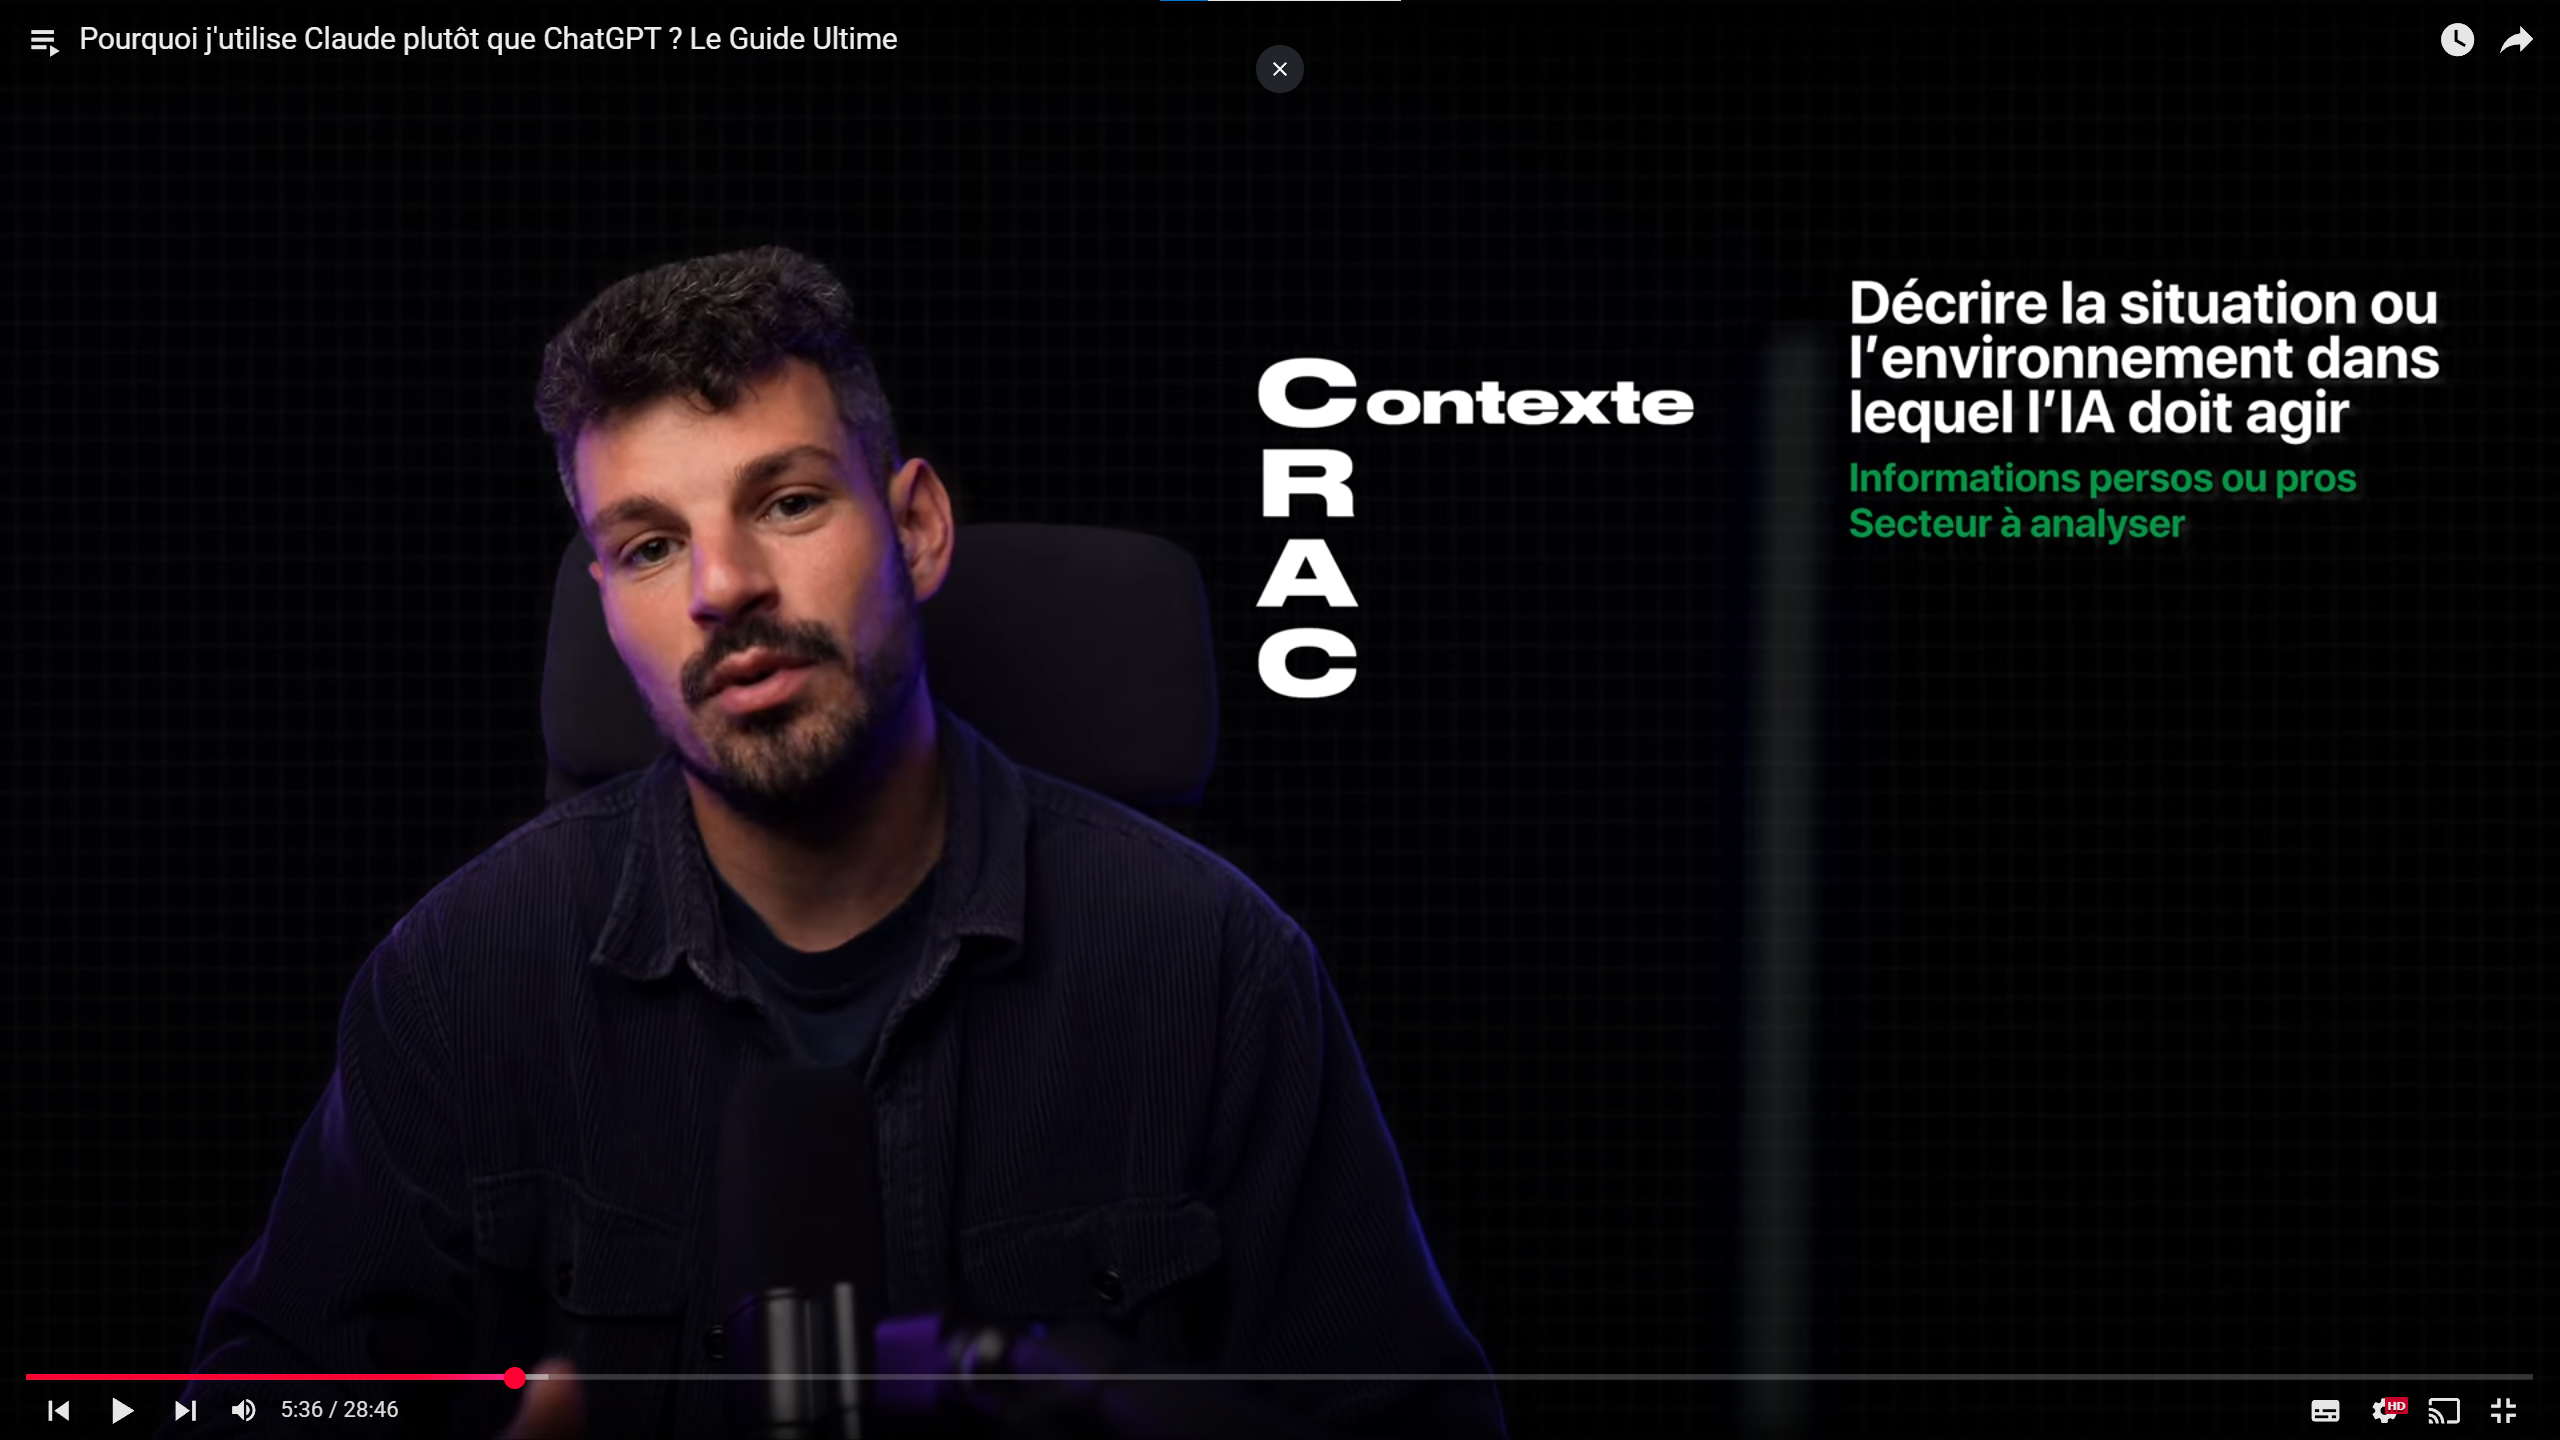 Pourquoi j'utilise Claude plutôt que ChatGPT ? Le Guide Ultime
Contexte
R
A
C
Décrire la situation ou
l’environnement dans
lequel l’IA doit agir
Informations persos ou pros
Secteur à analyser
5:36 / 28:46
HD